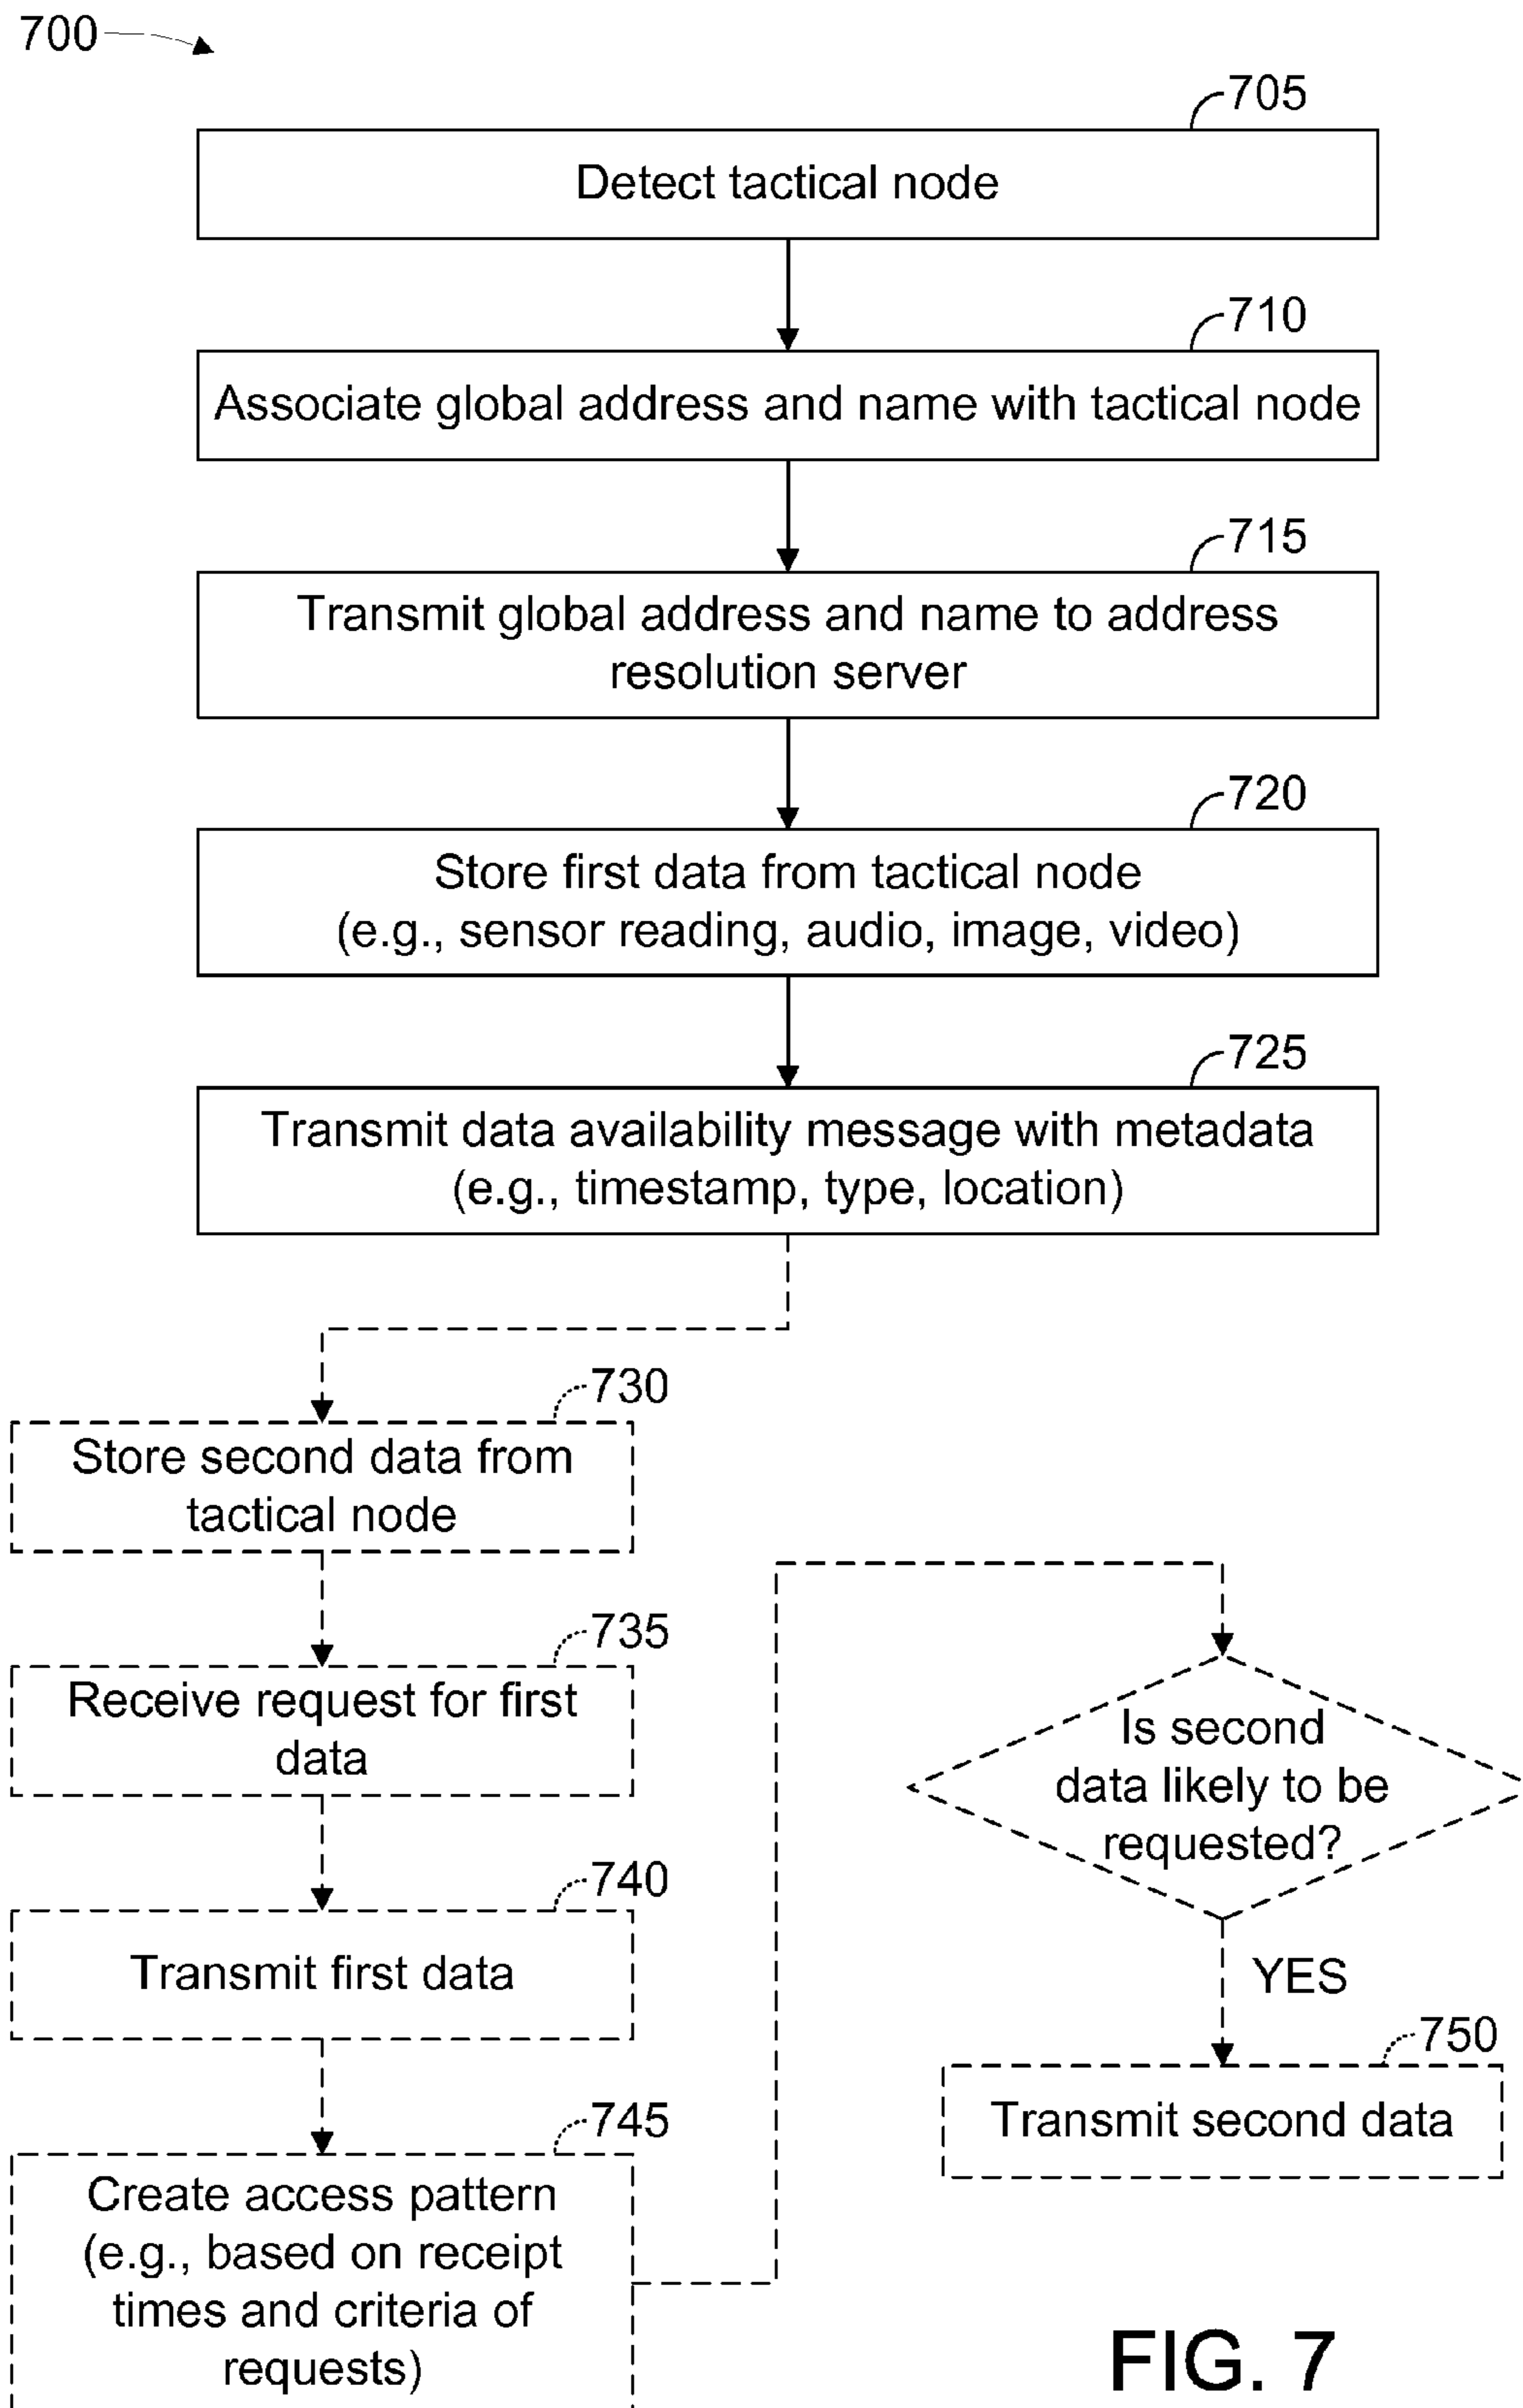 700
705
Detect tactical node
710
Associate global address and name with tactical node
715
Transmit global address and name to address
resolution server
720
Store first data from tactical node
(e.g., sensor reading, audio, image, video)
725
Transmit data availability message with metadata
(e.g., timestamp, type, location)
730
Store second data from
tactical node
735
Receive request for first
data
740
Transmit first data
745
Create access pattern
(e.g., based on receipt
times and criteria of
requests)
Is second
data likely to be
requested?
YES
750
Transmit second data
FIG. 7